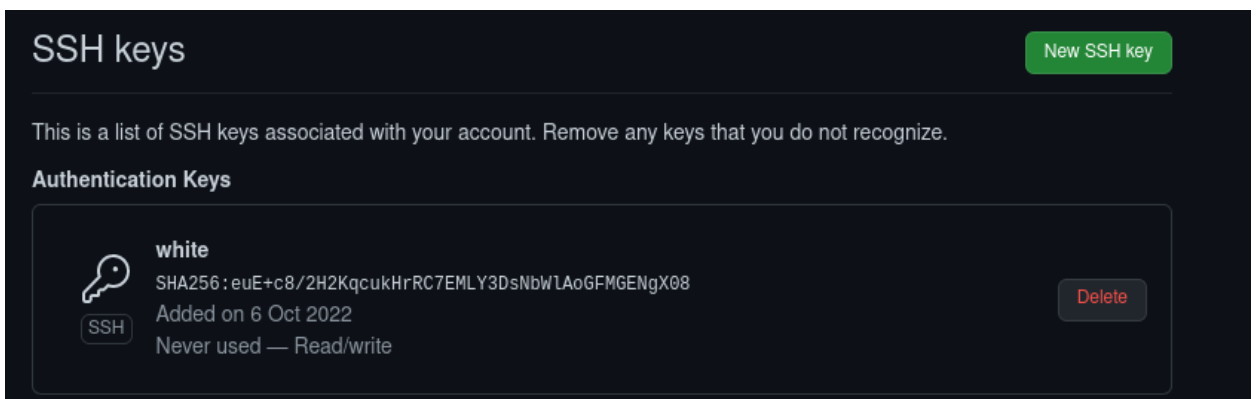 SSH keys
New SSH key
This is a list of SSH keys associated with your account. Remove any keys that you do not recognize.
Authentication Keys
white
SHA256:euE+c8/2H2KqcukHrRC7EMLY3DsNbWlAoGFMGENgX08
Added on 6 Oct 2022
Never used — Read/write
SSH
Delete